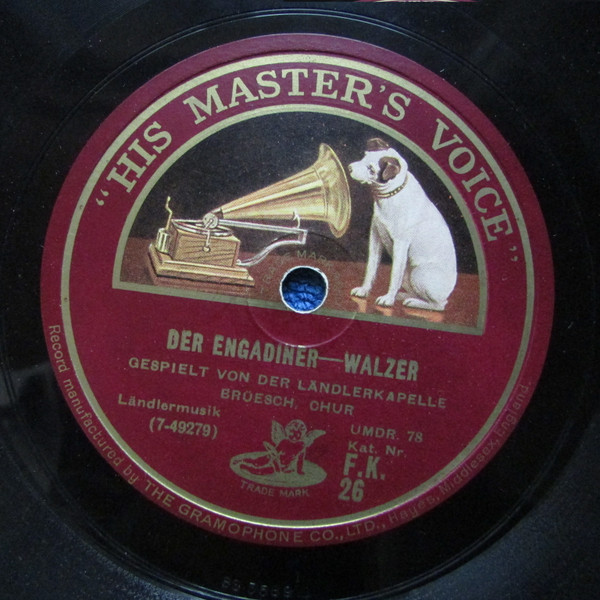 "HIS MASTER'S VOICE"
DER ENGADINER—WALZER
GESPIELT VON DER LÄNDLERKAPELLE
BRÜESCH, CHUR
Ländlermusik
(7-49279)
UMDR. 78
Kat. Nr.
F.K.
26
TRADE MARK
Record manufactured by THE GRAMOPHONE CO., LTD., Hayes, Middlesex, England.